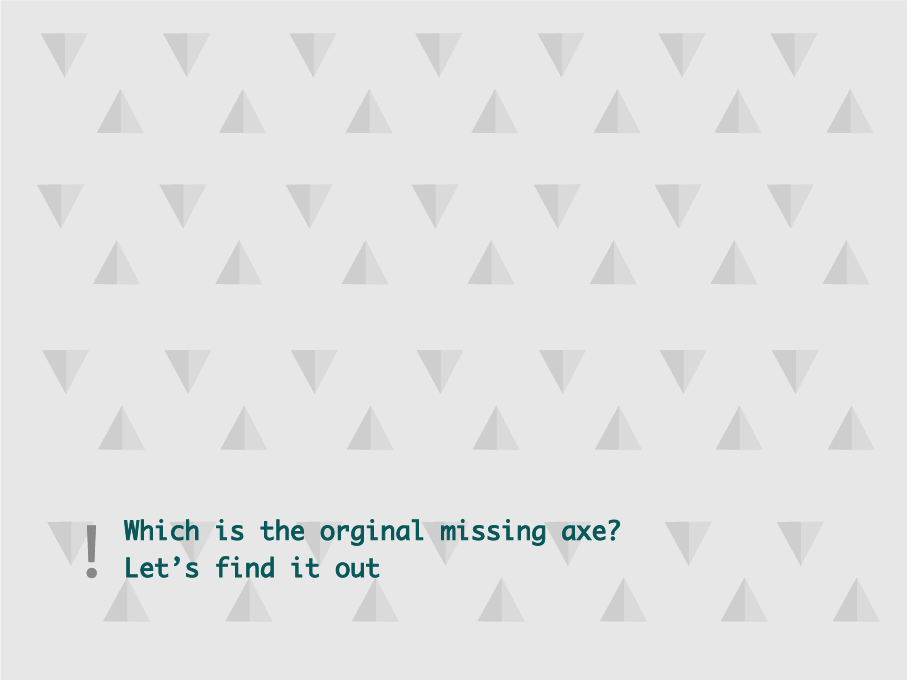 ! Which is the orginal missing axe?
Let’s find it out